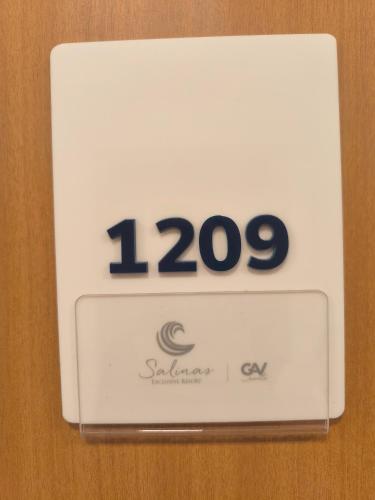 1209
Salinas
EXCLUSIVE RESORT
GAV